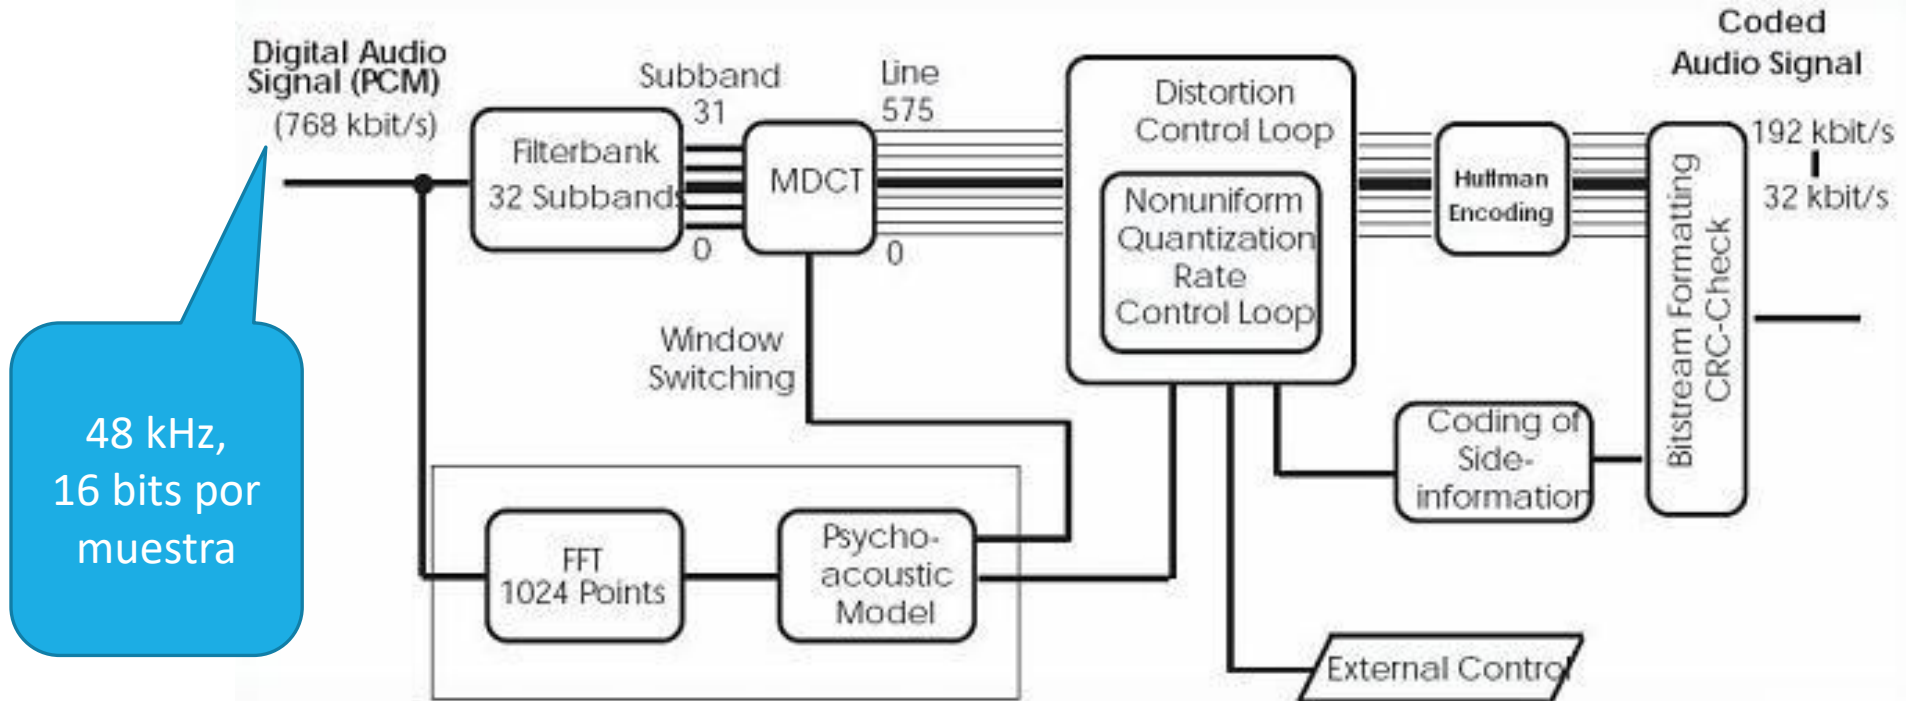 Digital Audio
Signal (PCM)
(768 kbit/s)
48 kHz,
16 bits por
muestra
Filterbank
32 Subbands
Subband
31
0
MDCT
Line
575
0
Window
Switching
FFT
1024 Points
Psycho-
acoustic
Model
Distortion
Control Loop
Nonuniform
Quantization
Rate
Control Loop
External Control
Huffman
Encoding
Coding of
Side-
information
Bitstream Formatting
CRC-Check
Coded
Audio Signal
192 kbit/s
32 kbit/s